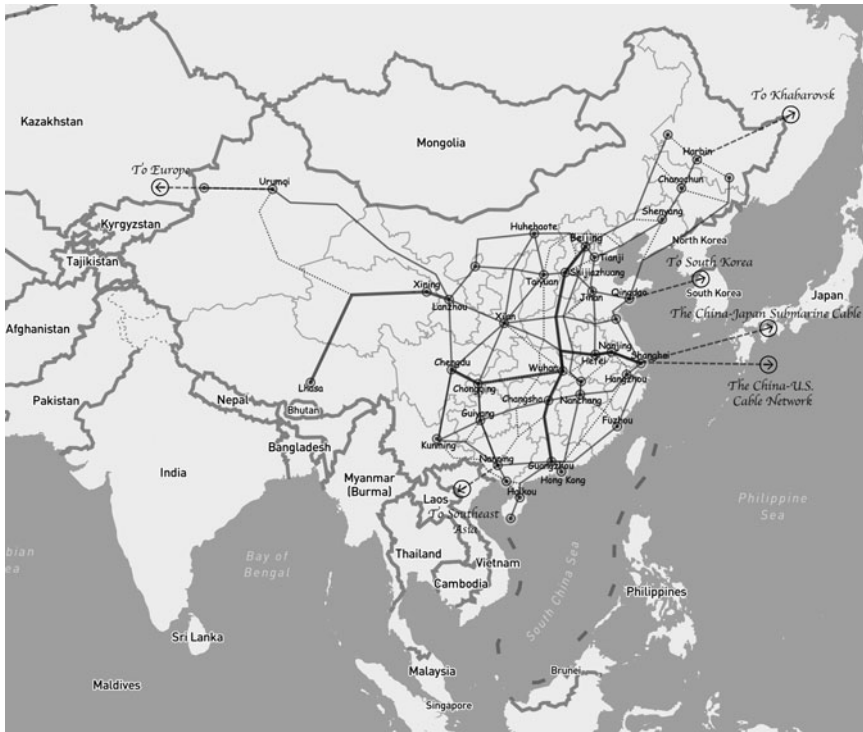 To Khabarovsk
Kazakhstan
Mongolia
Harbin
To Europe
Urumqi
Changchun
Kyrgyzstan
Shenyang
Huhehaote
Beijing
North Korea
Tajikistan
Tianji
To South Korea
Shijiazhuang
Taiyuan
Xining
Jinan
Qingdao
South Korea
Japan
Lanzhou
The China-Japan Submarine Cable
Xian
Afghanistan
Nanjing
Hefei
Shanghai
Chengdu
Wuhan
Hangzhou
Lhasa
Chongqing
The China-U.S.
Cable Network
Pakistan
Nepal
Changsha
Nanchang
Bhutan
Guiyang
Fuzhou
Kunming
Bangladesh
Nanning
Guangzhou
India
Myanmar
(Burma)
Hong Kong
Laos
Haikou
To Southeast
Asia
Philippine
Sea
Bay of
Bengal
Thailand
Vietnam
Cambodia
South China Sea
Philippines
Sri Lanka
Malaysia
Brunei
Maldives
Singapore